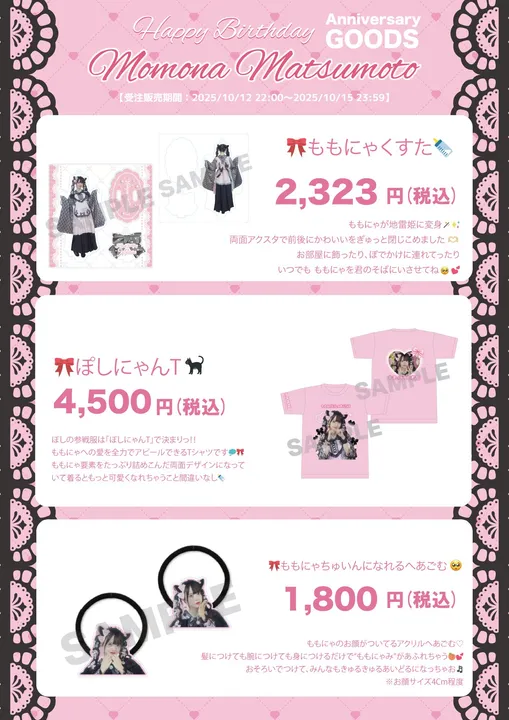 Happy Birthday
Anniversary
GOODS
Momona Matsumoto
【受注販売期間：2025/10/12 22:00〜2025/10/15 23:59】
🎀ももにゃくすた🍼
2,323 円(税込)
ももにゃが地雷姫に変身🪄✨
両面アクスタで前後にかわいいをぎゅっと閉じこめました🫶
お部屋に飾ったり、ぽでかけに連れてったり
いつでも ももにゃを君のそばにいさせてね🥹💕
SAMPLE SAMPLE
🎀ぽしにゃんT🐈‍⬛
4,500 円(税込)
ぽしの参戦服は「ぽしにゃんT」で決まりっ!!
ももにゃへの愛を全力でアピールできるTシャツです
ももにゃ要素をたっぷり詰めこんだ両面デザインになって
いて着るともっと可愛くなれちゃうこと間違いなし
SAMPLE
SAMPLE
🎀ももにゃちゅいんになれるへあごむ🥹
1,800 円(税込)
ももにゃのお顔がついてるアクリルへあごむ♡
髪につけても腕につけても身につけるだけで"ももにゃみ"があふれちゃう💕
おそろいでつけて、みんなもきゅるきゅるあいどるになっちゃお🎵
※お顔サイズ4Cm程度
SAMPLE